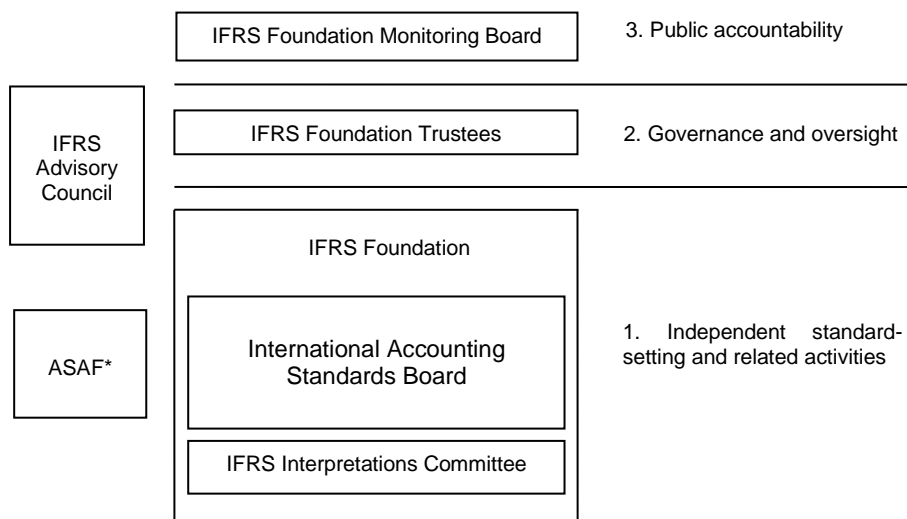 IFRS Foundation Monitoring Board
3. Public accountability
IFRS
Advisory
Council
IFRS Foundation Trustees
2. Governance and oversight
IFRS Foundation
ASAF*
International Accounting
Standards Board
1. Independent standard-
setting and related activities
IFRS Interpretations Committee